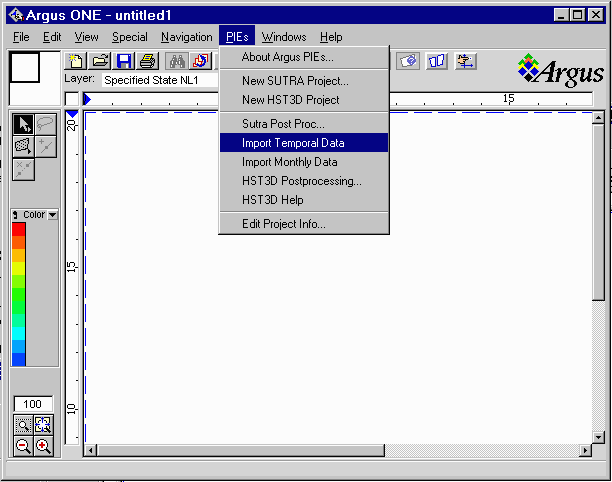 Argus ONE - untitled1
File Edit View Special Navigation PIEs Windows Help
About Argus PIEs...
New SUTRA Project...
New HST3D Project
Sutra Post Proc...
Import Temporal Data
Import Monthly Data
HST3D Postprocessing...
HST3D Help
Edit Project Info...
Argus
Layer: Specified State NL1
15
20
15
10
Color
100